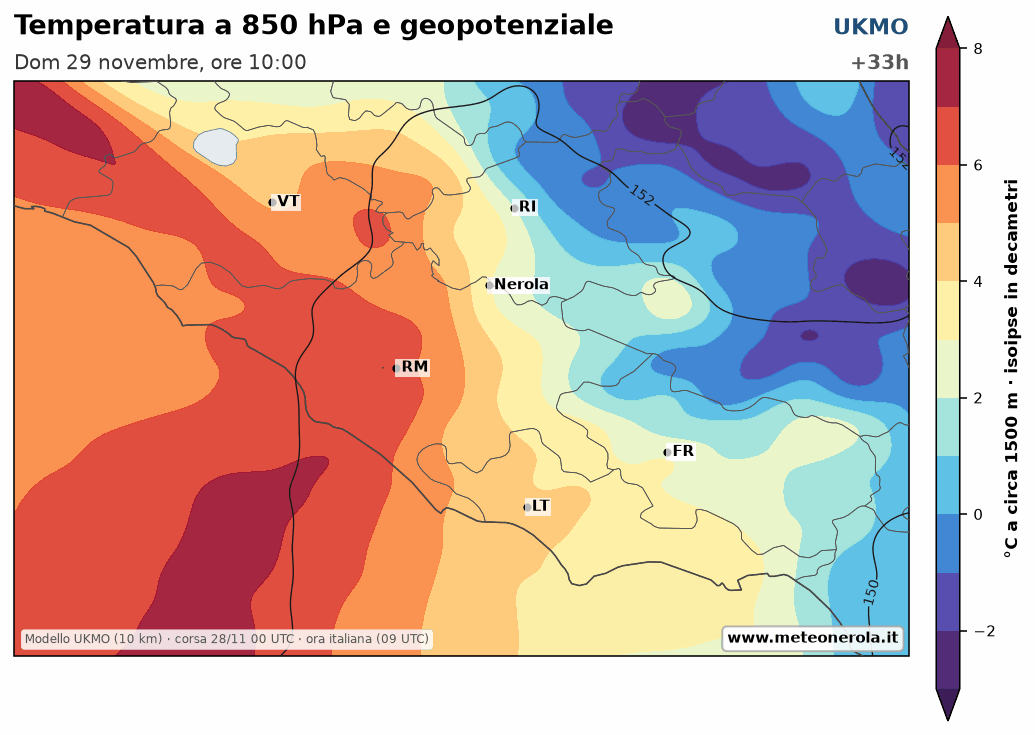 Temperatura a 850 hPa e geopotenziale
UKMO
Dom 29 novembre, ore 10:00
+33h
8
6
4
2
0
−2
°C a circa 1500 m · isoipse in decametri
152
152
150
VT
RI
Nerola
RM
FR
LT
Modello UKMO (10 km) · corsa 28/11 00 UTC · ora italiana (09 UTC)
www.meteonerola.it